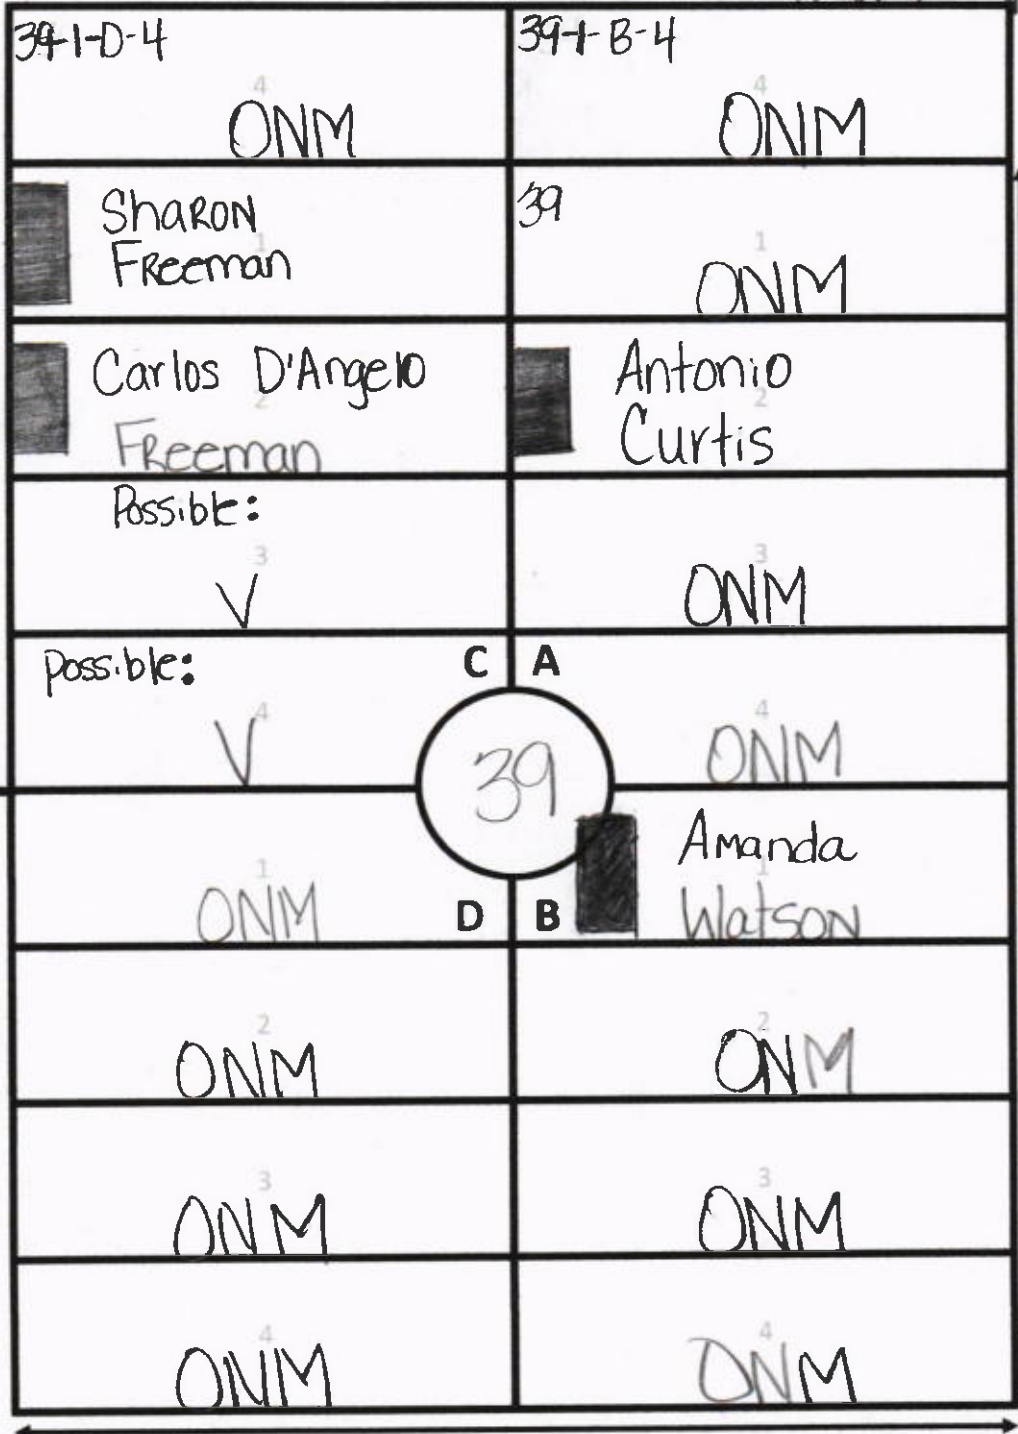 39-1-D-4
4
ONM
39-1-B-4
4
ONM
Sharon
1
Freeman
39
1
ONM
Carlos D'Angelo
2
Freeman
Antonio
2
Curtis
Possible:
3
V
3
ONM
Possible:
4
V
C
A
4
ONM
39
1
ONM
D
B
Amanda
1
Watson
2
ONM
2
ONM
3
ONM
3
ONM
4
ONM
4
ONM